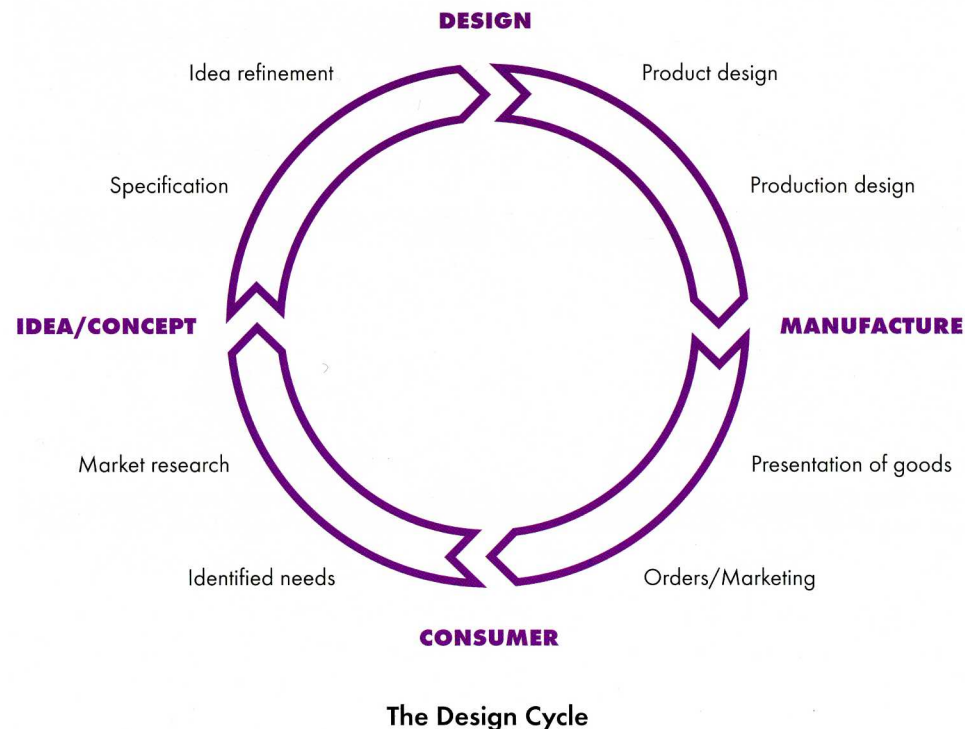 DESIGN
Idea refinement
Product design
Specification
Production design
IDEA/CONCEPT
MANUFACTURE
Market research
Presentation of goods
Identified needs
Orders/Marketing
CONSUMER
The Design Cycle